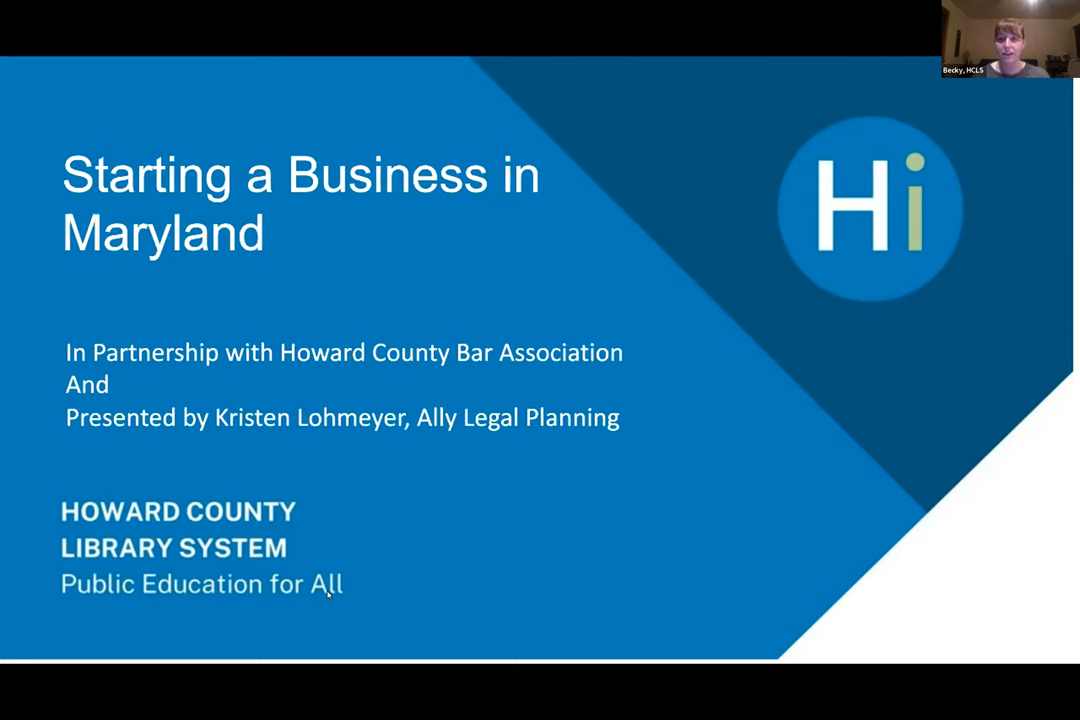 Becky, HCLS
Starting a Business in
Maryland
Hi
In Partnership with Howard County Bar Association
And
Presented by Kristen Lohmeyer, Ally Legal Planning
HOWARD COUNTY
LIBRARY SYSTEM
Public Education for All